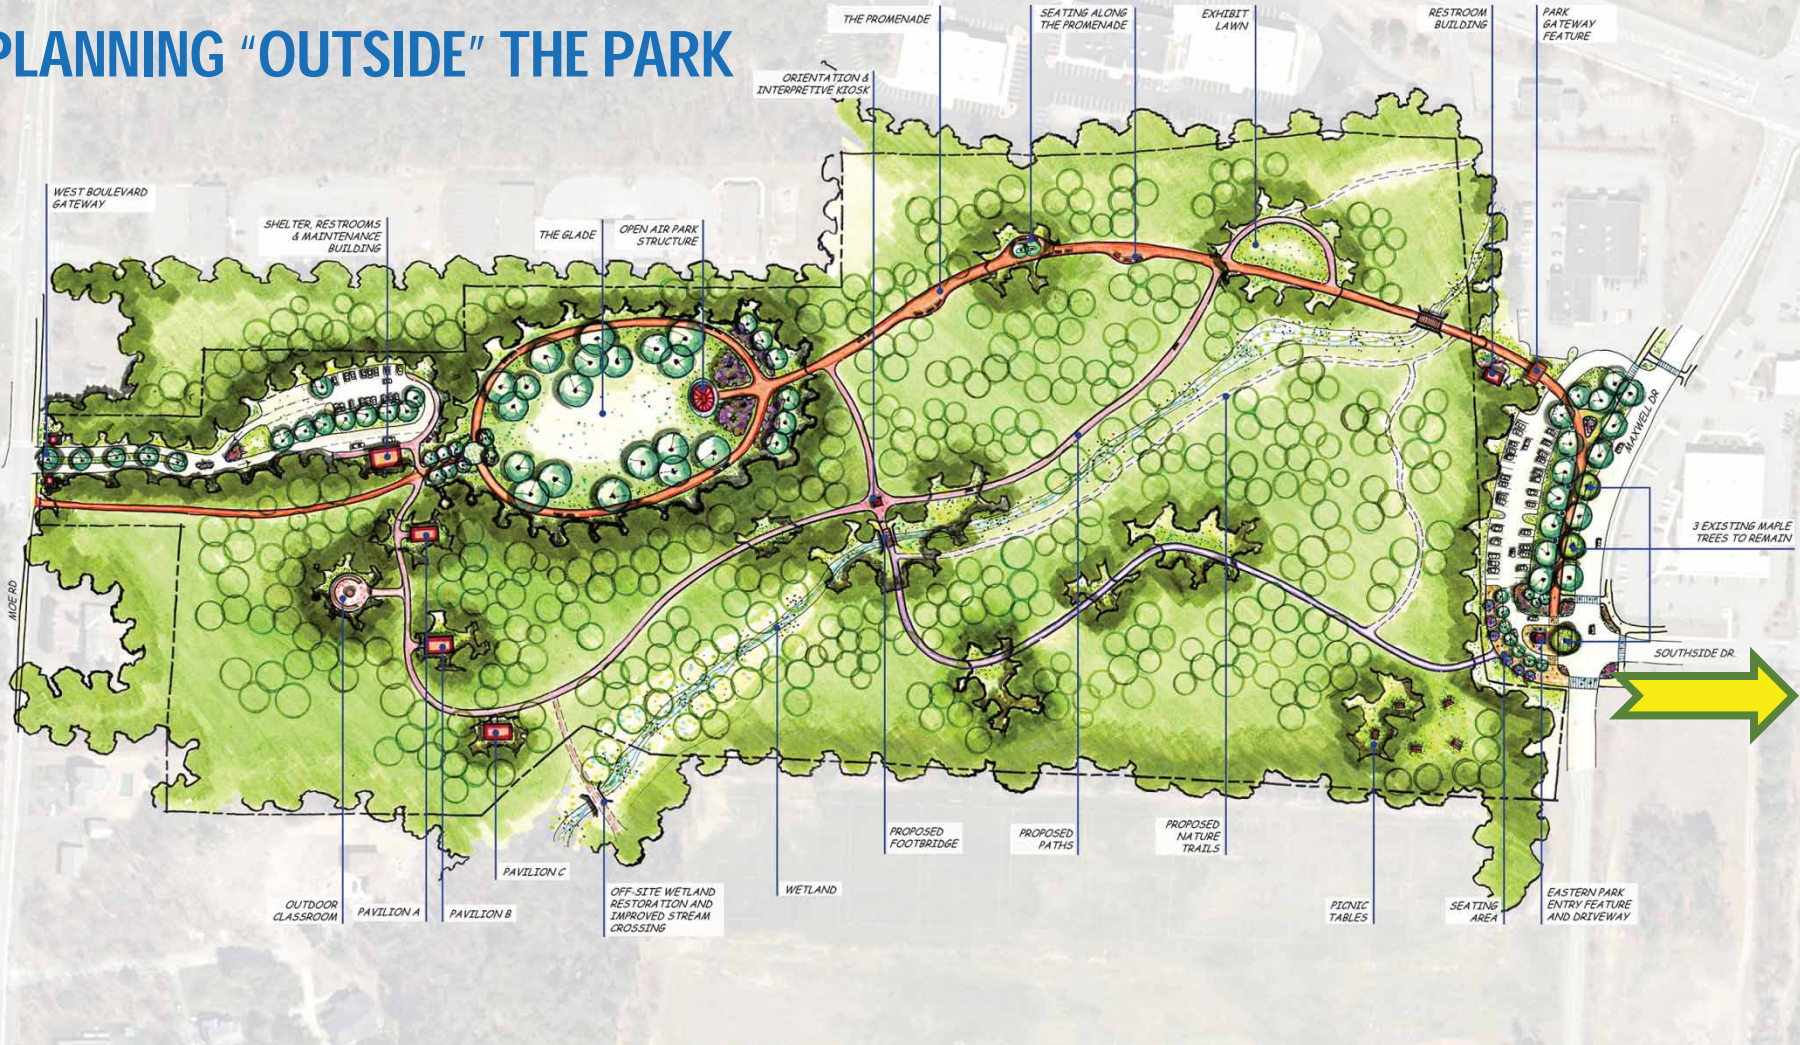 PLANNING “OUTSIDE” THE PARK
THE PROMENADE
SEATING ALONG
THE PROMENADE
EXHIBIT
LAWN
RESTROOM
BUILDING
PARK
GATEWAY
FEATURE
ORIENTATION &
INTERPRETIVE KIOSK
WEST BOULEVARD
GATEWAY
SHELTER, RESTROOMS
& MAINTENANCE
BUILDING
THE GLADE
OPEN AIR PARK
STRUCTURE
MAXWELL DR
3 EXISTING MAPLE
TREES TO REMAIN
MOE RD
SOUTHSIDE DR.
PROPOSED
FOOTBRIDGE
PROPOSED
PATHS
PROPOSED
NATURE
TRAILS
PAVILION C
OUTDOOR
CLASSROOM
PAVILION A
PAVILION B
OFF-SITE WETLAND
RESTORATION AND
IMPROVED STREAM
CROSSING
WETLAND
PICNIC
TABLES
SEATING
AREA
EASTERN PARK
ENTRY FEATURE
AND DRIVEWAY